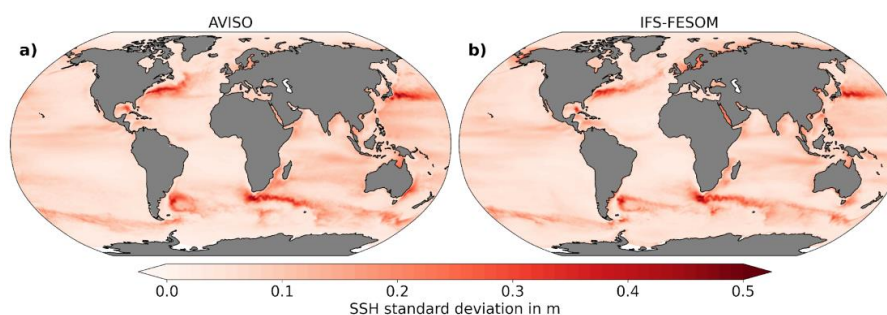 AVISO
IFS-FESOM
a)
b)
0.0 0.1 0.2 0.3 0.4 0.5
SSH standard deviation in m